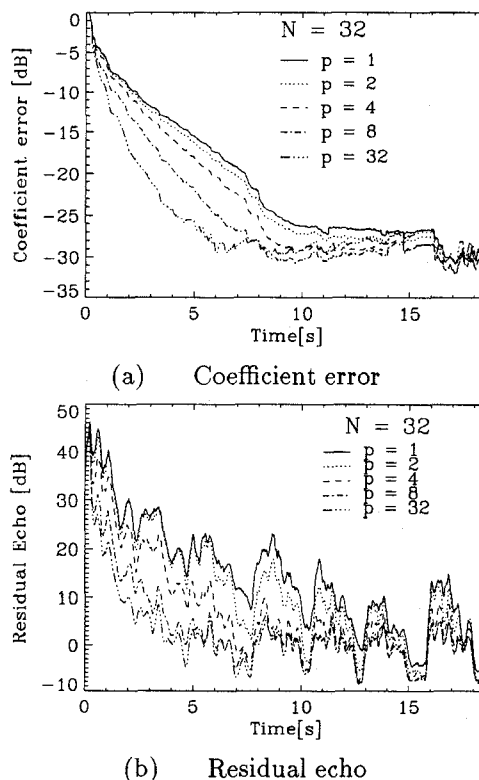 0
-5
-10
-15
-20
-25
-30
-35
Coefficient error [dB]
N = 32
p = 1
p = 2
p = 4
p = 8
p = 32
0 5 10 15
Time[s]
(a) Coefficient error
50
40
30
20
10
0
-10
Residual Echo [dB]
N = 32
p = 1
p = 2
p = 4
p = 8
p = 32
0 5 10 15
Time[s]
(b) Residual echo